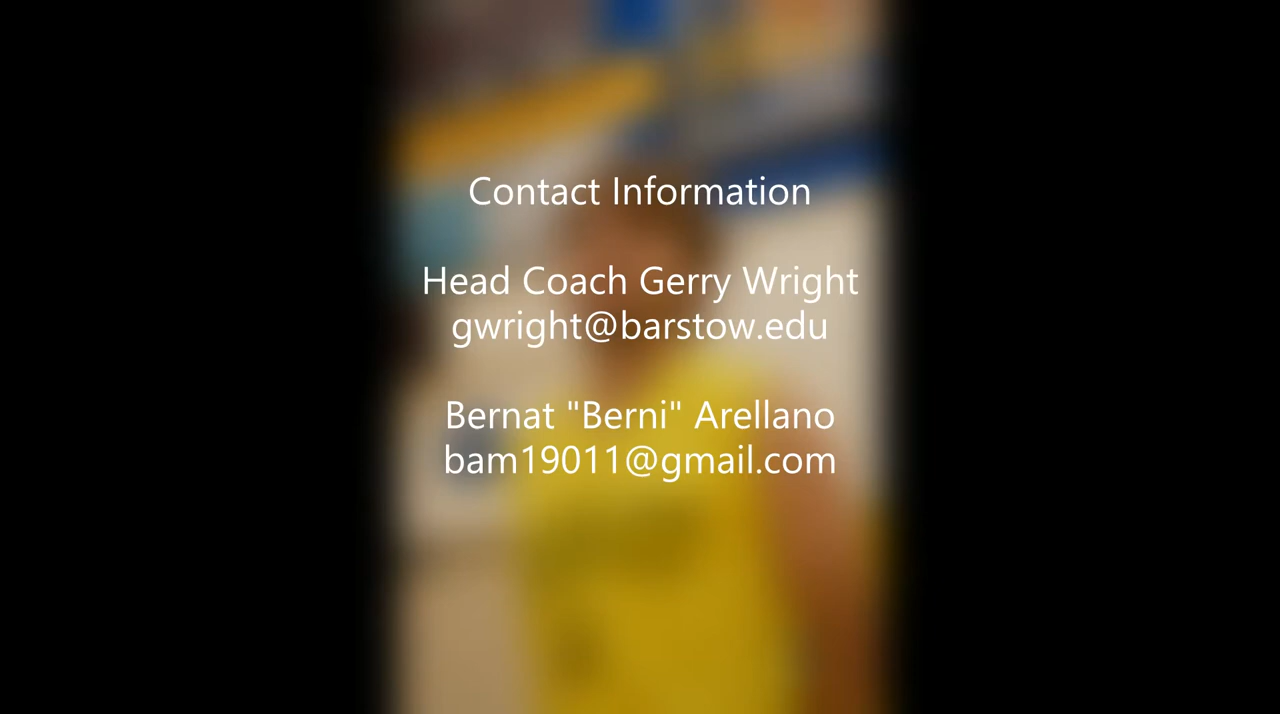 Contact Information
Head Coach Gerry Wright
gwright@barstow.edu
Bernat "Berni" Arellano
bam19011@gmail.com